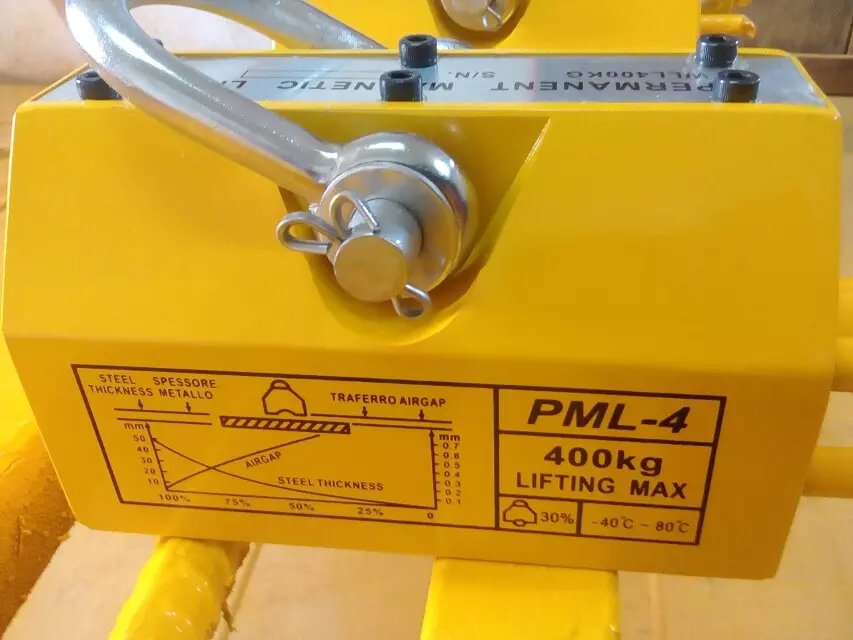 PERMANENT MAGNETIC
WLL400KG S/N.
STEEL SPESSORE
THICKNESS METALLO
TRAFERRO AIRGAP
mm
50
40
30
20
10
AIRGAP
STEEL THICKNESS
mm
0.7
0.6
0.5
0.4
0.3
0.2
0.1
100% 75% 50% 25% 0
PML-4
400kg
LIFTING MAX
30%
-40℃ ~ 80℃